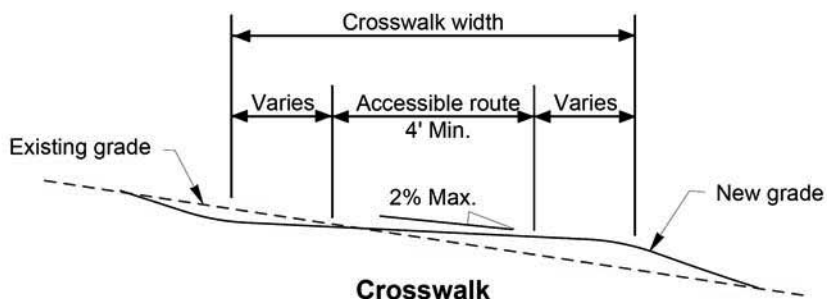 Crosswalk width
Varies
Accessible route
4' Min.
Varies
Existing grade
2% Max.
New grade
Crosswalk